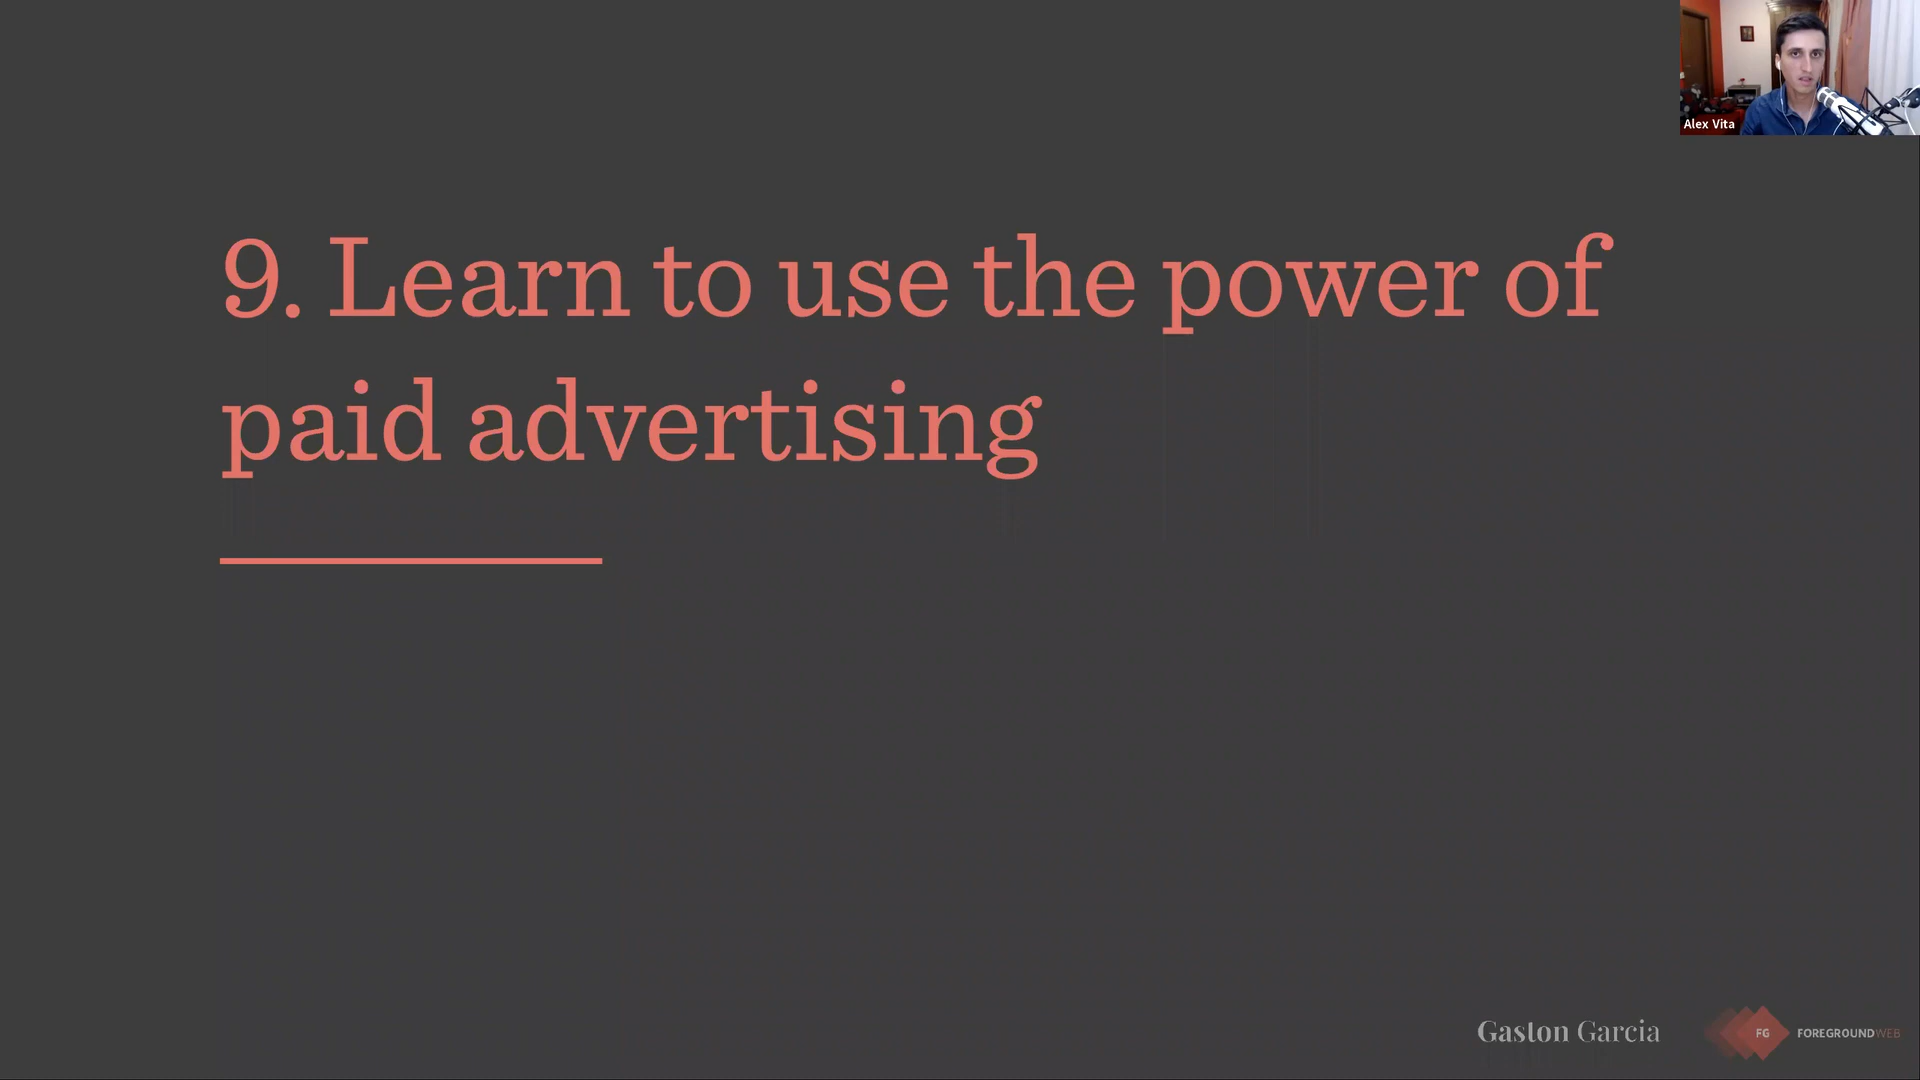 Alex Vita
9. Learn to use the power of
paid advertising
Gaston Garcia
FG FOREGROUNDWEB